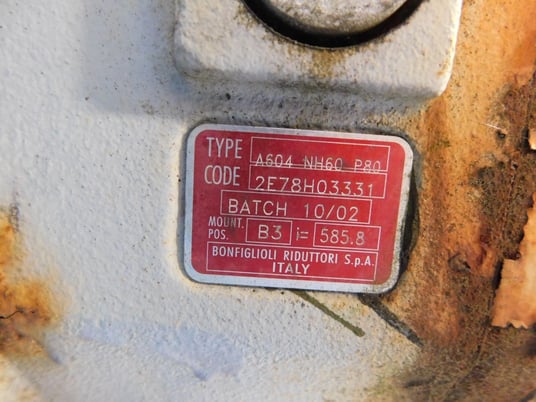 TYPE A604 NH60 P80
CODE 2E78H03331
BATCH 10/02
MOUNT. POS. B3 i= 585.8
BONFIGLIOLI RIDUTTORI S.p.A.
ITALY